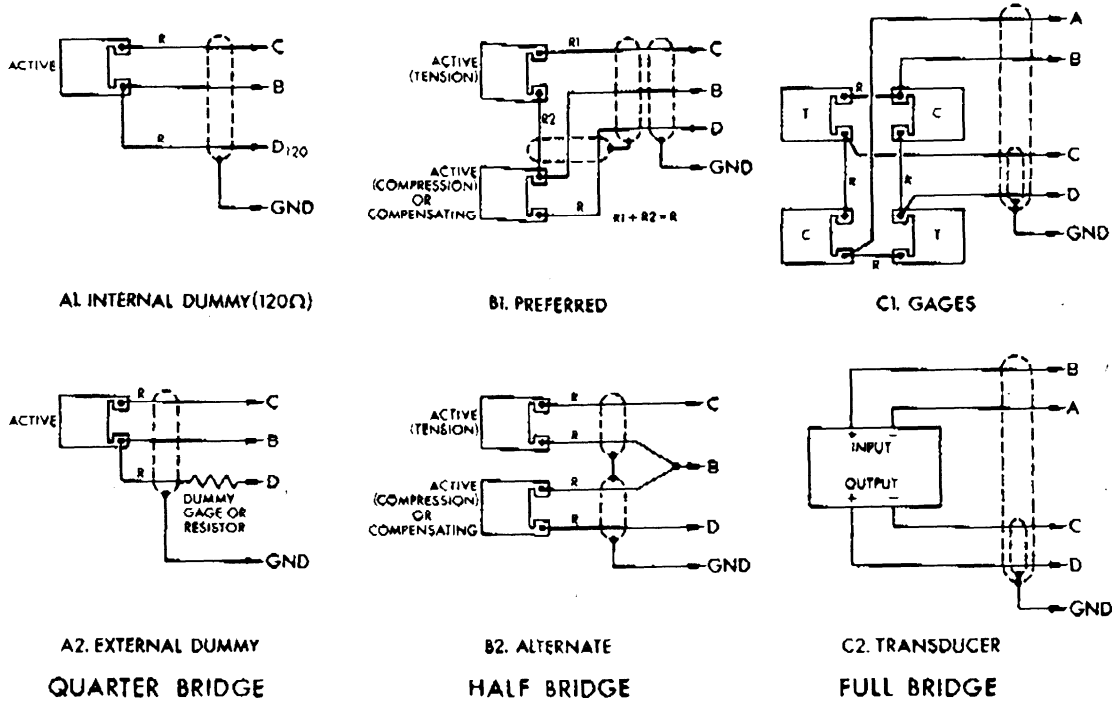 ACTIVE
R
C
B
R
D120
GND
A1. INTERNAL DUMMY(120Ω)
ACTIVE
(TENSION)
R1
C
B
R2
D
GND
ACTIVE
(COMPRESSION)
OR
COMPENSATING
R
R1 + R2 = R
B1. PREFERRED
A
B
T
R
C
C
R
R
D
C
T
R
GND
C1. GAGES
ACTIVE
R
C
B
R
D
DUMMY
GAGE OR
RESISTOR
GND
A2. EXTERNAL DUMMY
QUARTER BRIDGE
ACTIVE
(TENSION)
R
C
R
B
ACTIVE
(COMPRESSION)
OR
COMPENSATING
R
R
D
GND
B2. ALTERNATE
HALF BRIDGE
B
A
+ −
INPUT
OUTPUT
+ −
C
D
GND
C2. TRANSDUCER
FULL BRIDGE